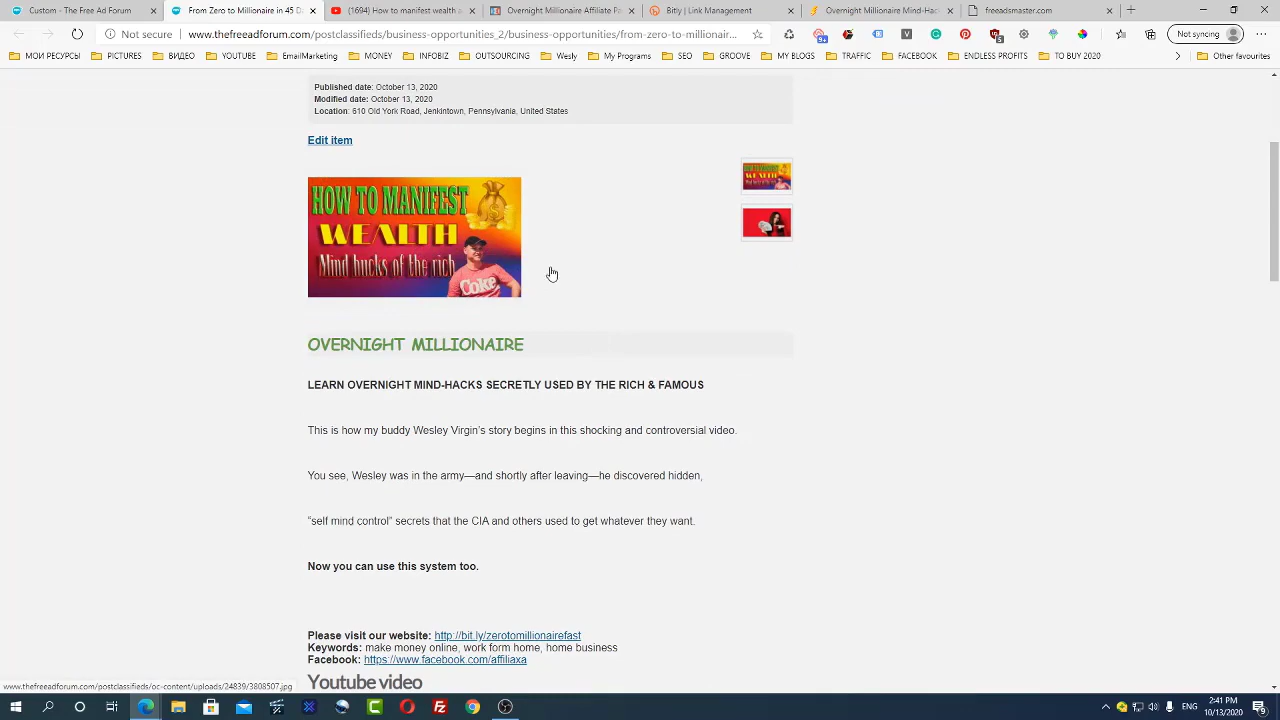 Custom - The Free Ad Forum
From Zero to Millionaire in 45 D
(1694) How to manifest wealth a
Overnight Millionaire Affiliate Pa
Bitly | Link Management
Overnight Millionaire Mind-Hack
freeadsmaster.com
Not secure
www.thefreeadforum.com/postclassifieds/business-opportunities_2/business-opportunities/from-zero-to-millionair...
Not syncing
МОИ РЕСУРСЫ
PICTURES
ВИДЕО
YOUTUBE
EmailMarketing
MONEY
INFOBIZ
OUTSOURCING
Wesly
My Programs
SEO
GROOVE
MY BLOGS
TRAFFIC
FACEBOOK
ENDLESS PROFITS
TO BUY 2020
Other favourites
Published date: October 13, 2020
Modified date: October 13, 2020
Location: 610 Old York Road, Jenkintown, Pennsylvania, United States
Edit item
HOW TO MANIFEST
WEALTH
Mind hucks of the rich
Coke
OVERNIGHT MILLIONAIRE
LEARN OVERNIGHT MIND-HACKS SECRETLY USED BY THE RICH & FAMOUS
This is how my buddy Wesley Virgin's story begins in this shocking and controversial video.
You see, Wesley was in the army—and shortly after leaving—he discovered hidden,
“self mind control” secrets that the CIA and others used to get whatever they want.
Now you can use this system too.
Please visit our website: http://bit.ly/zerotomillionairefast
Keywords: make money online, work form home, home business
Facebook: https://www.facebook.com/affiliaxa
Youtube video
www.thefreeadforum.com/postclassifieds/oc-content/uploads/24839/3808507.jpg
2:41 PM
10/13/2020